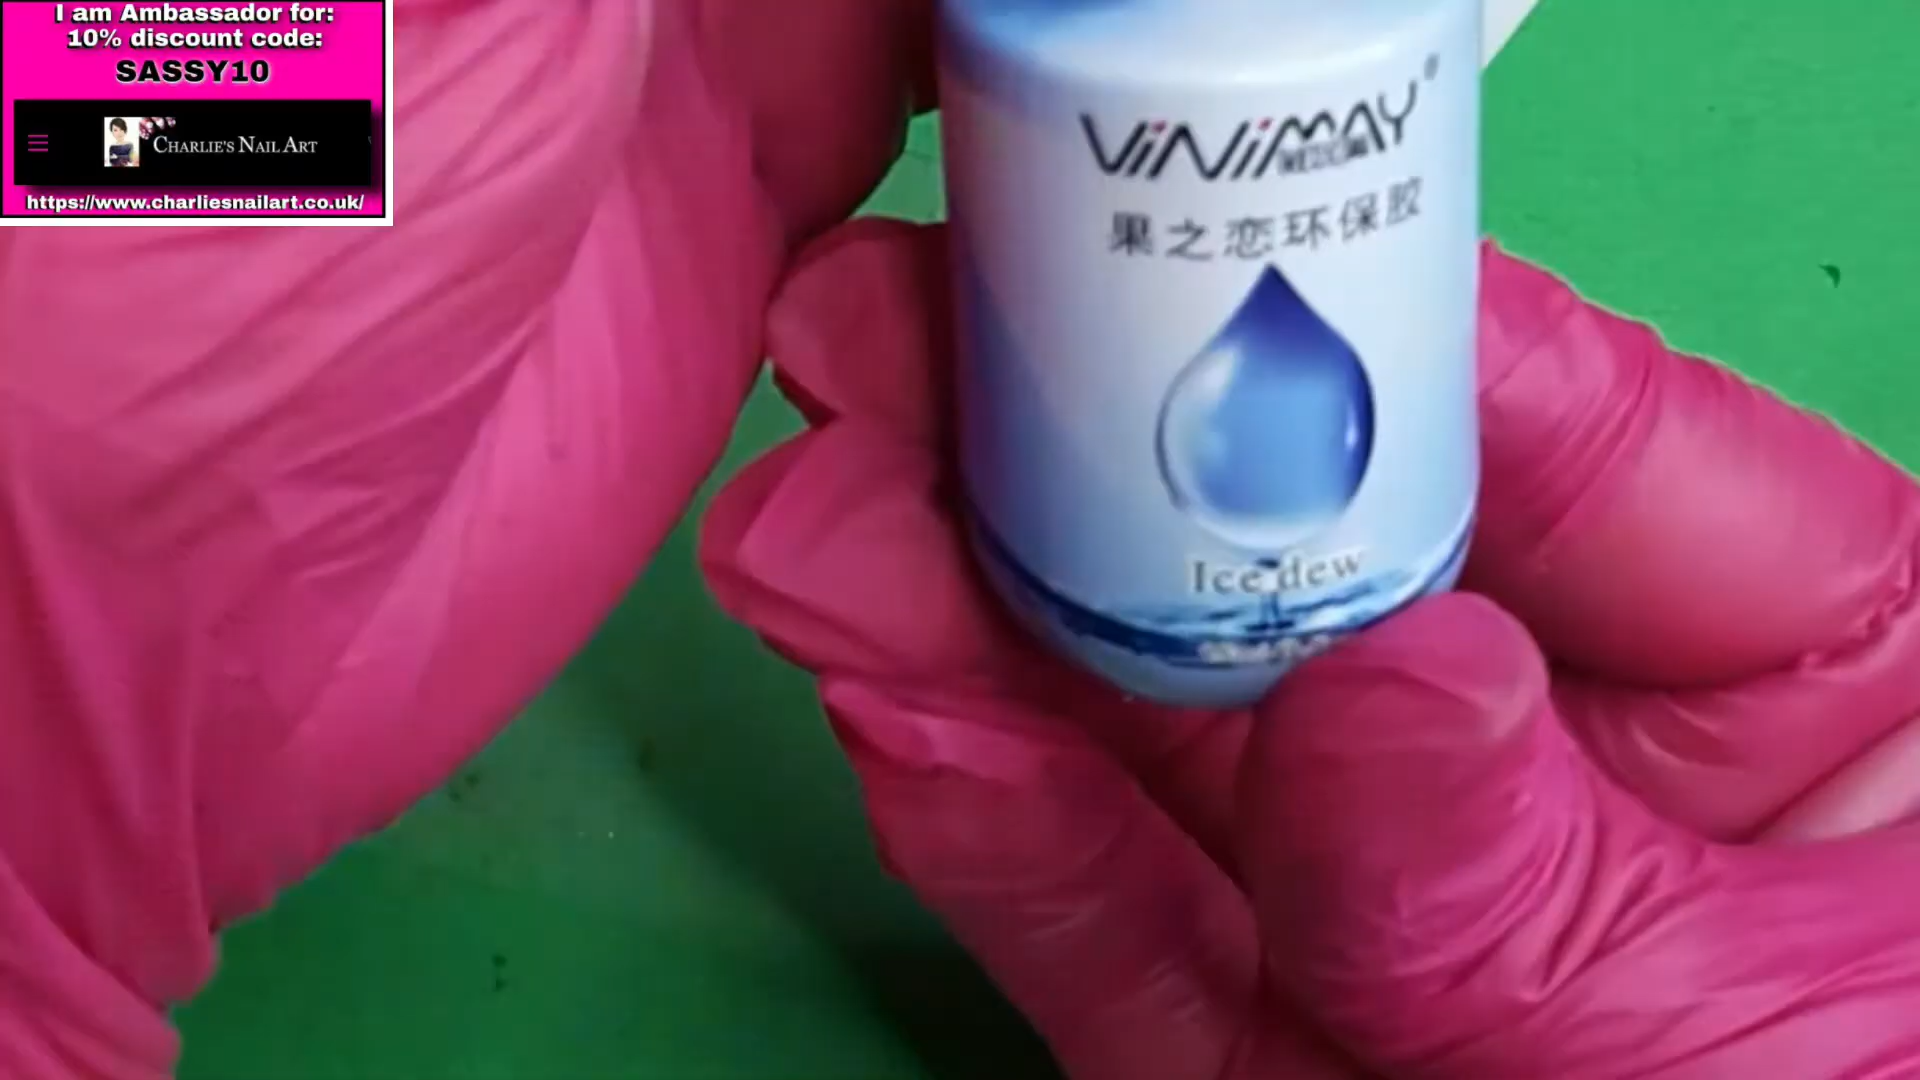 I am Ambassador for:
10% discount code:
SASSY10
CHARLIE'S NAIL ART
https://www.charliesnailart.co.uk/
ViNiMAY®
果之恋环保胶
Ice dew